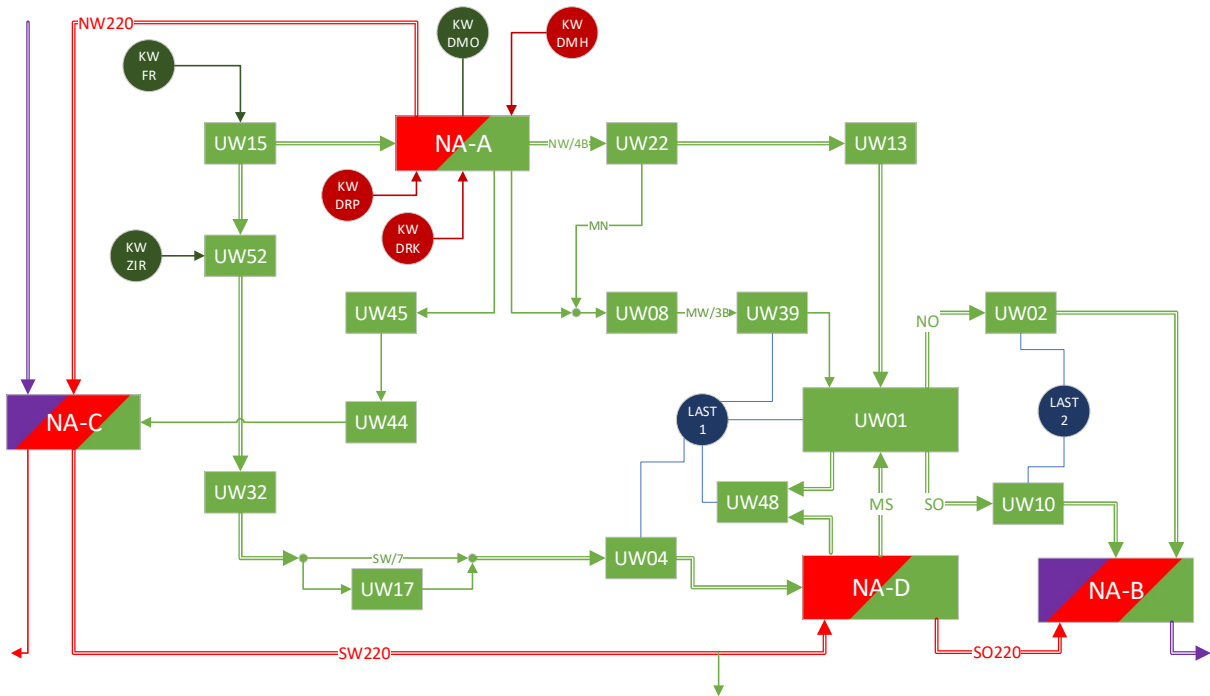 NW220
KW
FR
KW
DMO
KW
DMH
UW15
NA-A
NW/4B
UW22
UW13
KW
DRP
KW
DRK
MN
KW
ZIR
UW52
UW45
UW08
MW/3B
UW39
NO
UW02
NA-C
UW44
LAST
1
UW01
LAST
2
UW32
UW48
MS
SO
UW10
SW/7
UW04
UW17
NA-D
NA-B
SW220
SO220